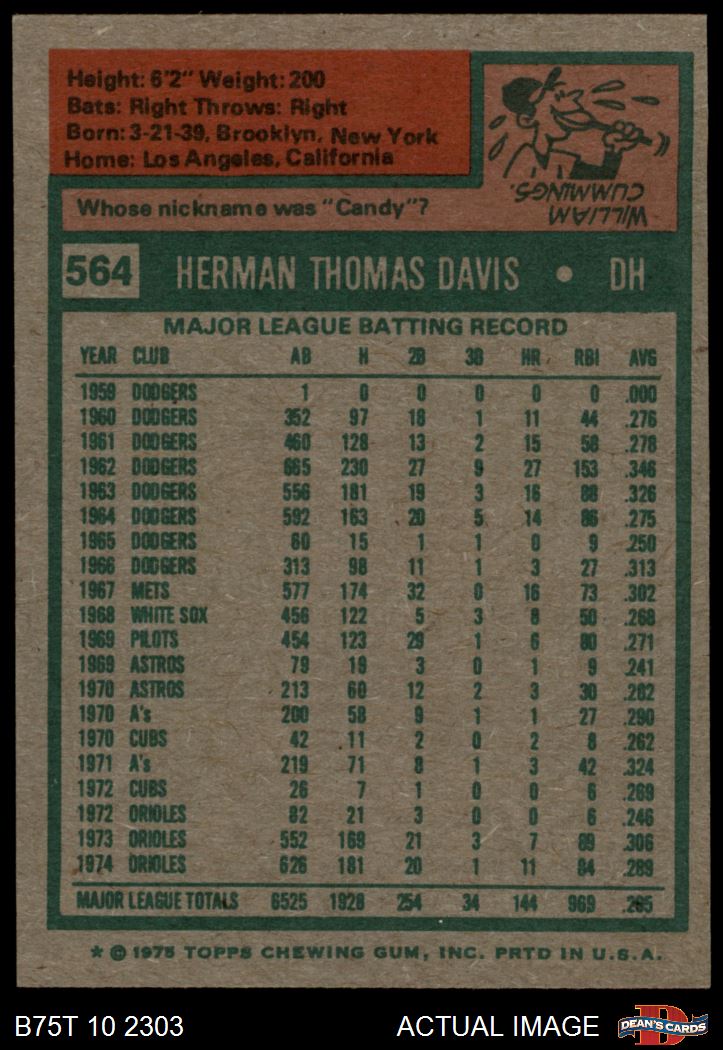 Height: 6'2" Weight: 200
Bats: Right Throws: Right
Born: 3-21-39, Brooklyn, New York
Home: Los Angeles, California
Whose nickname was "Candy"?
WILLIAM
CUMMINGS.
564 HERMAN THOMAS DAVIS • DH
MAJOR LEAGUE BATTING RECORD
YEAR CLUB AB H 2B 3B HR RBI AVG
1959 DODGERS 1 0 0 0 0 0 .000
1960 DODGERS 352 97 18 1 11 44 .276
1961 DODGERS 460 128 13 2 15 58 .278
1962 DODGERS 665 230 27 9 27 153 .346
1963 DODGERS 556 181 19 3 16 88 .326
1964 DODGERS 592 163 20 5 14 86 .275
1965 DODGERS 60 15 1 1 0 9 .250
1966 DODGERS 313 98 11 1 3 27 .313
1967 METS 577 174 32 0 16 73 .302
1968 WHITE SOX 456 122 5 3 8 50 .268
1969 PILOTS 454 123 29 1 6 80 .271
1969 ASTROS 79 19 3 0 1 9 .241
1970 ASTROS 213 60 12 2 3 30 .282
1970 A's 200 58 9 1 1 27 .290
1970 CUBS 42 11 2 0 2 8 .262
1971 A's 219 71 8 1 3 42 .324
1972 CUBS 26 7 1 0 0 6 .269
1972 ORIOLES 82 21 3 0 0 6 .246
1973 ORIOLES 552 169 21 3 7 89 .306
1974 ORIOLES 626 181 20 1 11 84 .289
MAJOR LEAGUE TOTALS 6525 1928 254 34 144 969 .295
* © 1975 TOPPS CHEWING GUM, INC. PRTD IN U.S.A.
B75T 10 2303 ACTUAL IMAGE DEAN'S CARDS